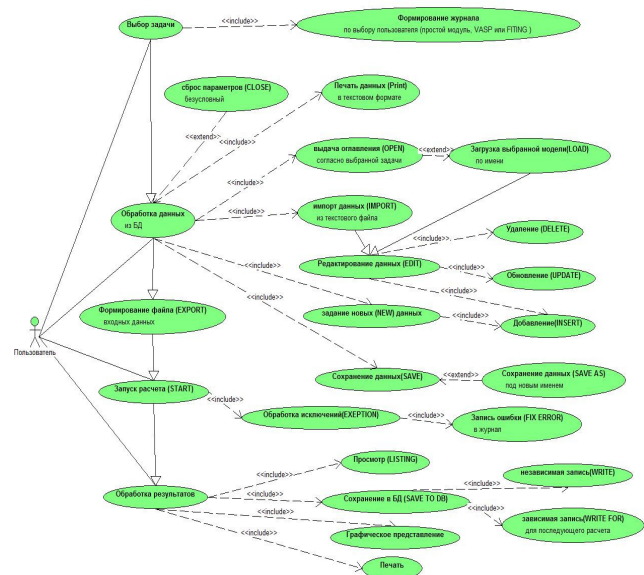 Выбор задачи
<<include>>
Формирование журнала
по выбору пользователя (простой модуль, VASP или FITING )
сброс параметров (CLOSE)
безусловный
Печать данных (Print)
в текстовом формате
<<extend>>
<<include>>
выдача оглавления (OPEN)
согласно выбранной задачи
<<extend>>
Загрузка выбранной модели(LOAD)
по имени
<<include>>
Обработка данных
из БД
<<include>>
импорт данных (IMPORT)
из текстового файла
Удаление (DELETE)
<<include>>
Редактирование данных (EDIT)
<<include>>
Обновление (UPDATE)
<<include>>
<<include>>
Формирование файла (EXPORT)
входных данных
задание новых (NEW) данных
<<include>>
Добавление(INSERT)
<<include>>
Пользователь
Сохранение данных(SAVE)
<<extend>>
Сохранение данных (SAVE AS)
под новым именем
Запуск расчета (START)
<<include>>
Обработка исключений(EXEPTION)
<<include>>
Запись ошибки (FIX ERROR)
в журнал
Просмотр (LISTING)
<<include>>
<<include>>
независимая запись(WRITE)
Обработка результатов
<<include>>
Сохранение в БД (SAVE TO DB)
<<include>>
зависимая запись(WRITE FOR)
для последующего расчета
<<include>>
Графическое представление
<<include>>
Печать